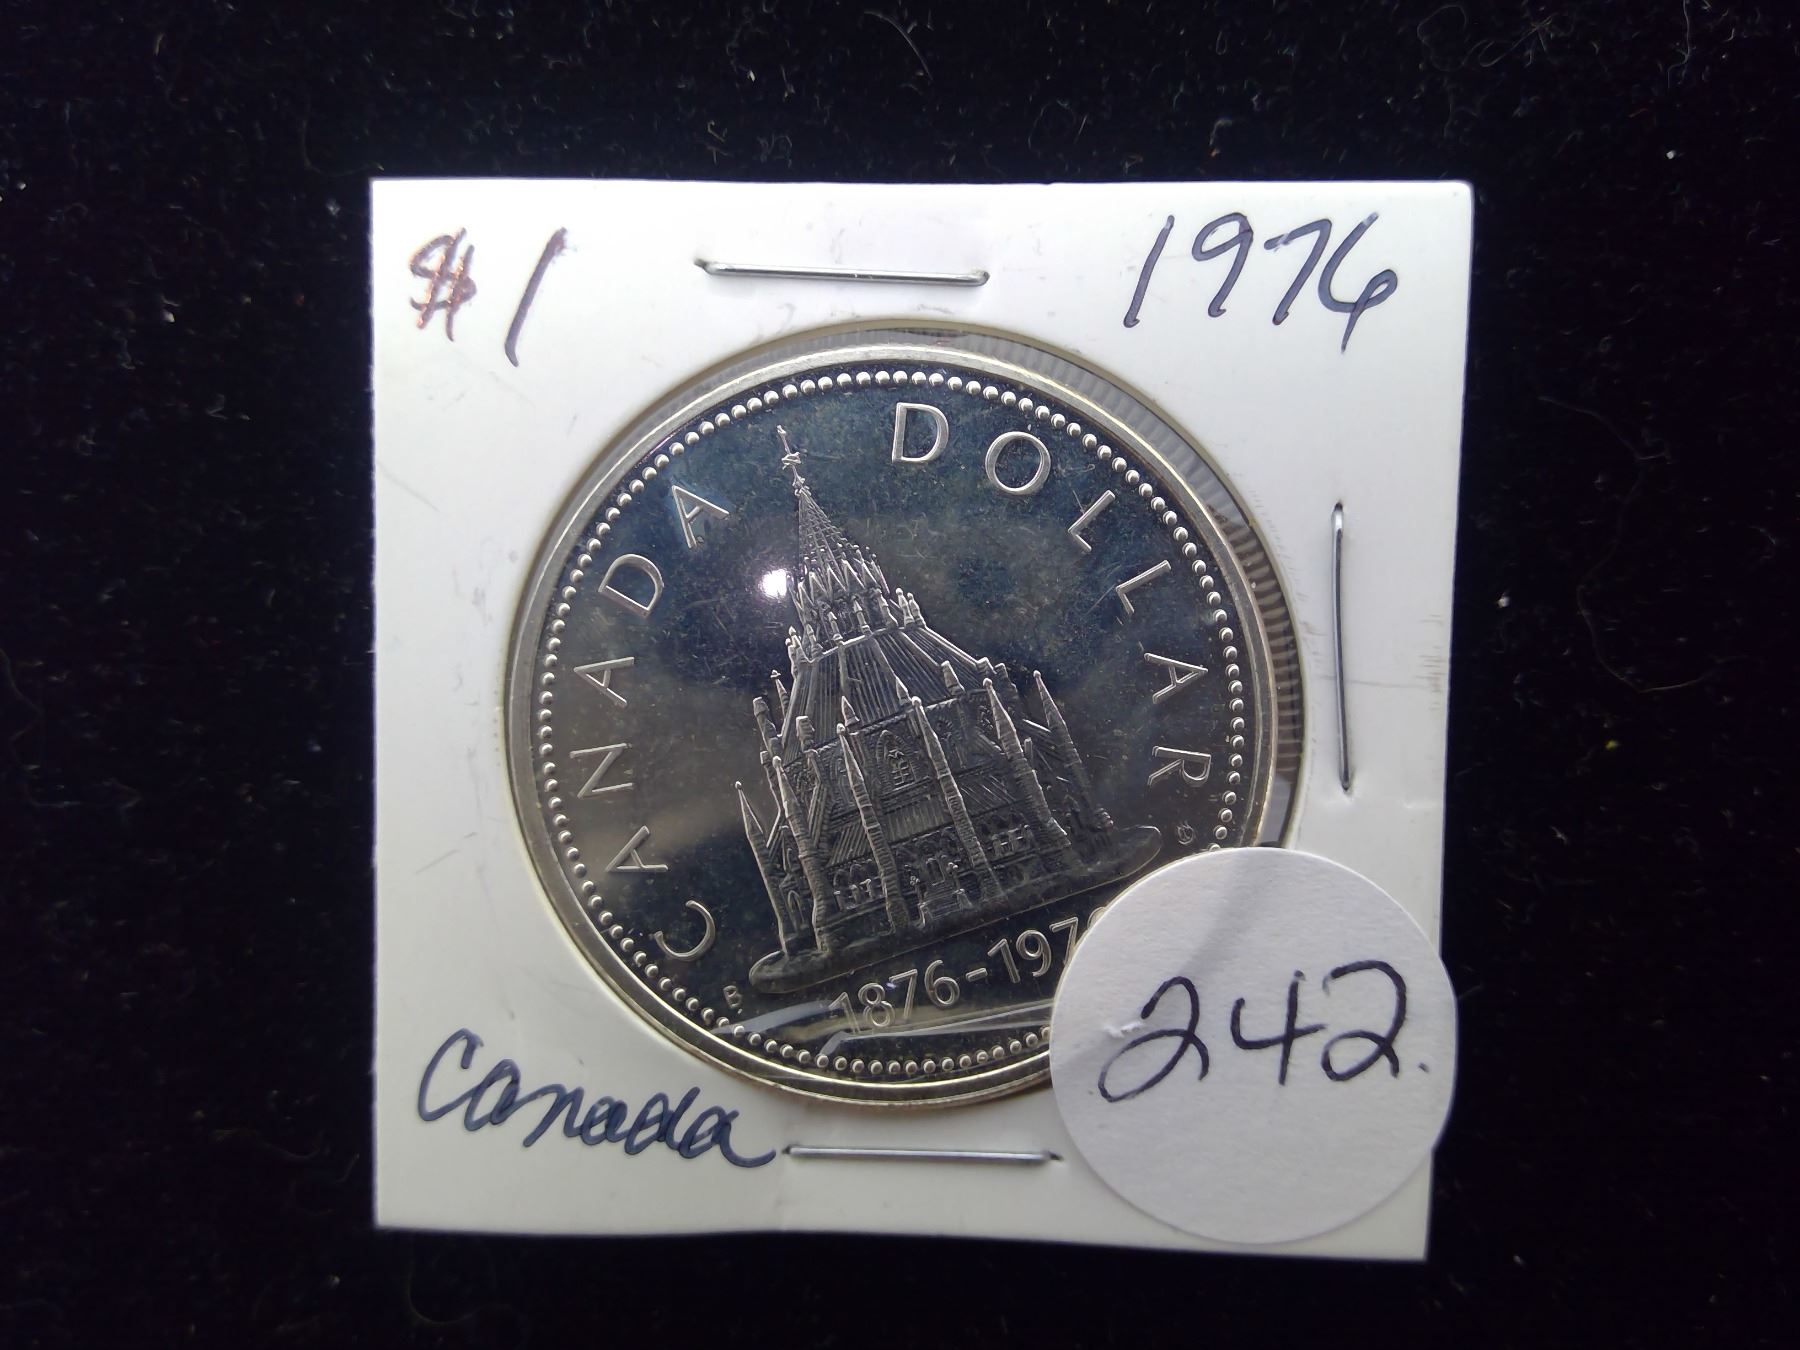 $1
1976
CANADA DOLLAR
B.
1876-197
Canada
242.